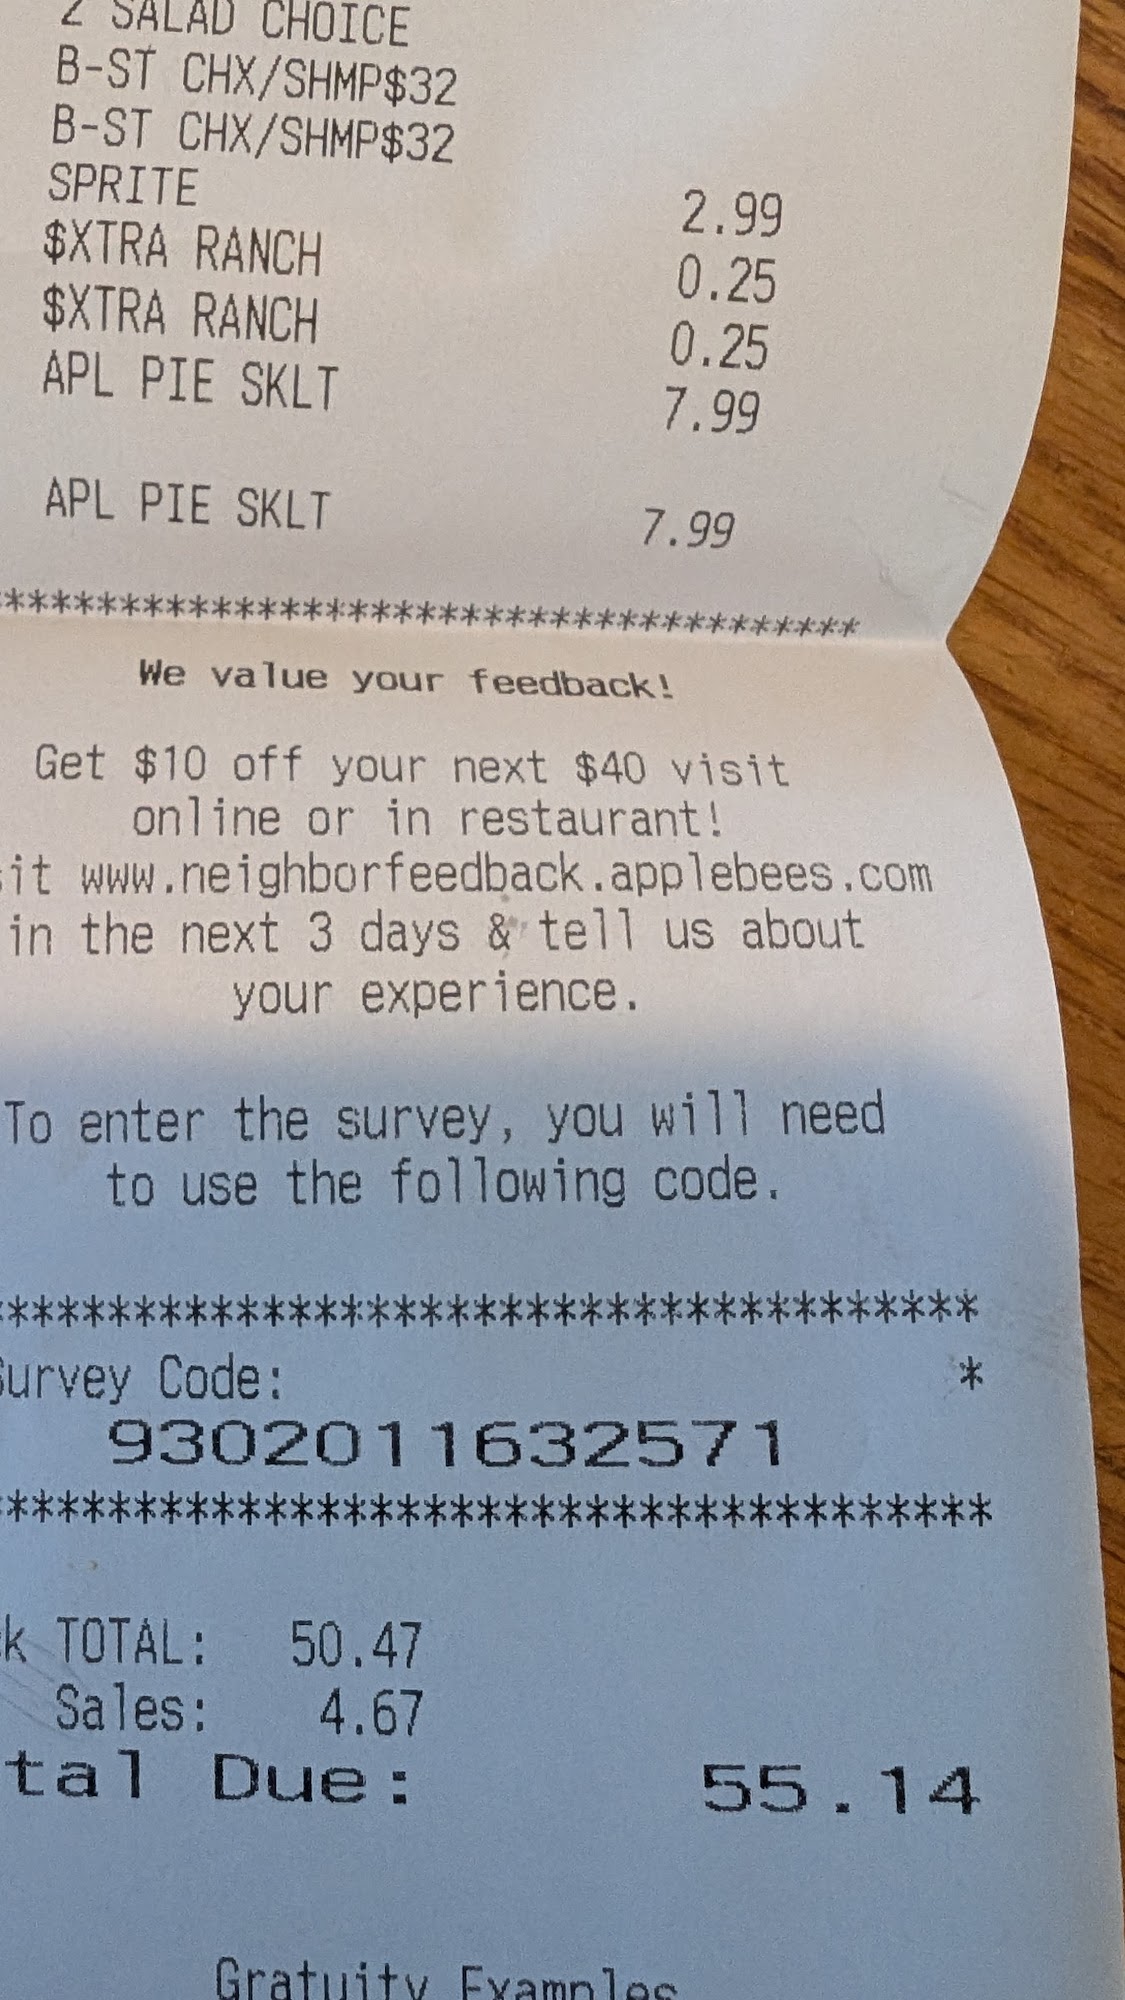 2 SALAD CHOICE
B-ST CHX/SHMP$32
B-ST CHX/SHMP$32
SPRITE 2.99
$XTRA RANCH 0.25
$XTRA RANCH 0.25
APL PIE SKLT 7.99
APL PIE SKLT 7.99
*************************************
We value your feedback!
Get $10 off your next $40 visit
online or in restaurant!
it www.neighborfeedback.applebees.com
in the next 3 days & tell us about
your experience.
To enter the survey, you will need
to use the following code.
*************************************
Survey Code: *
9302011632571
*************************************
k TOTAL: 50.47
Sales: 4.67
tal Due: 55.14
Gratuity Examples